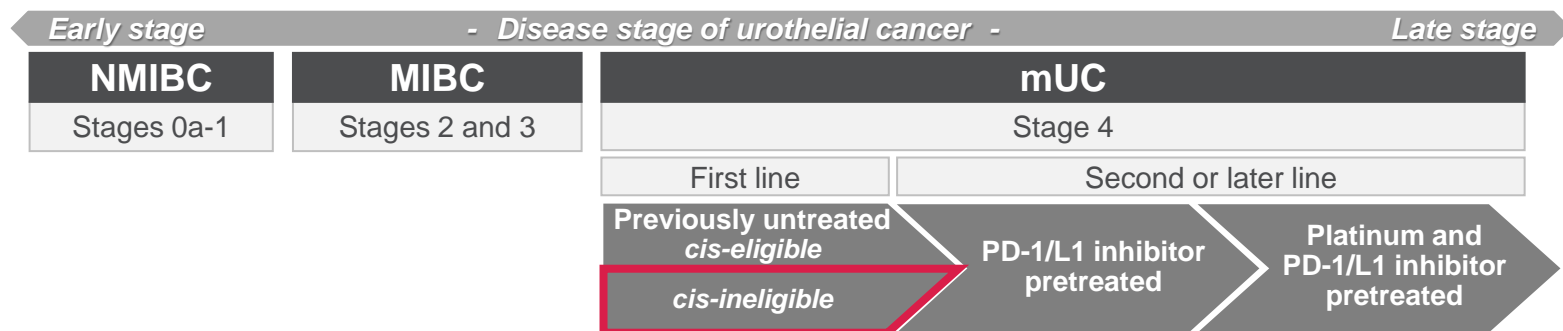 Early stage - Disease stage of urothelial cancer - Late stage
NMIBC MIBC mUC
Stages 0a-1 Stages 2 and 3 Stage 4
First line Second or later line
Previously untreated
cis-eligible
cis-ineligible
PD-1/L1 inhibitor
pretreated
Platinum and
PD-1/L1 inhibitor
pretreated